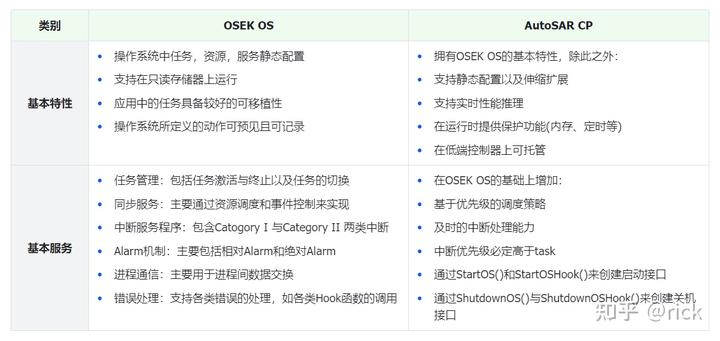 类别
OSEK OS
AutoSAR CP
基本特性
操作系统中任务，资源，服务静态配置
支持在只读存储器上运行
应用中的任务具备较好的可移植性
操作系统所定义的动作可预见且可记录
拥有OSEK OS的基本特性，除此之外：
支持静态配置以及伸缩扩展
支持实时性能推理
在运行时提供保护功能(内存、定时等)
在低端控制器上可托管
基本服务
任务管理：包括任务激活与终止以及任务的切换
同步服务：主要通过资源调度和事件控制来实现
中断服务程序：包含Catogory I 与Category II 两类中断
Alarm机制：主要包括相对Alarm和绝对Alarm
进程通信：主要用于进程间数据交换
错误处理：支持各类错误的处理，如各类Hook函数的调用
在OSEK OS的基础上增加：
基于优先级的调度策略
及时的中断处理能力
中断优先级必定高于task
通过StartOS()和StartOSHook()来创建启动接口
通过ShutdownOS()与ShutdownOSHook()来创建关机
接口
知乎 @rick